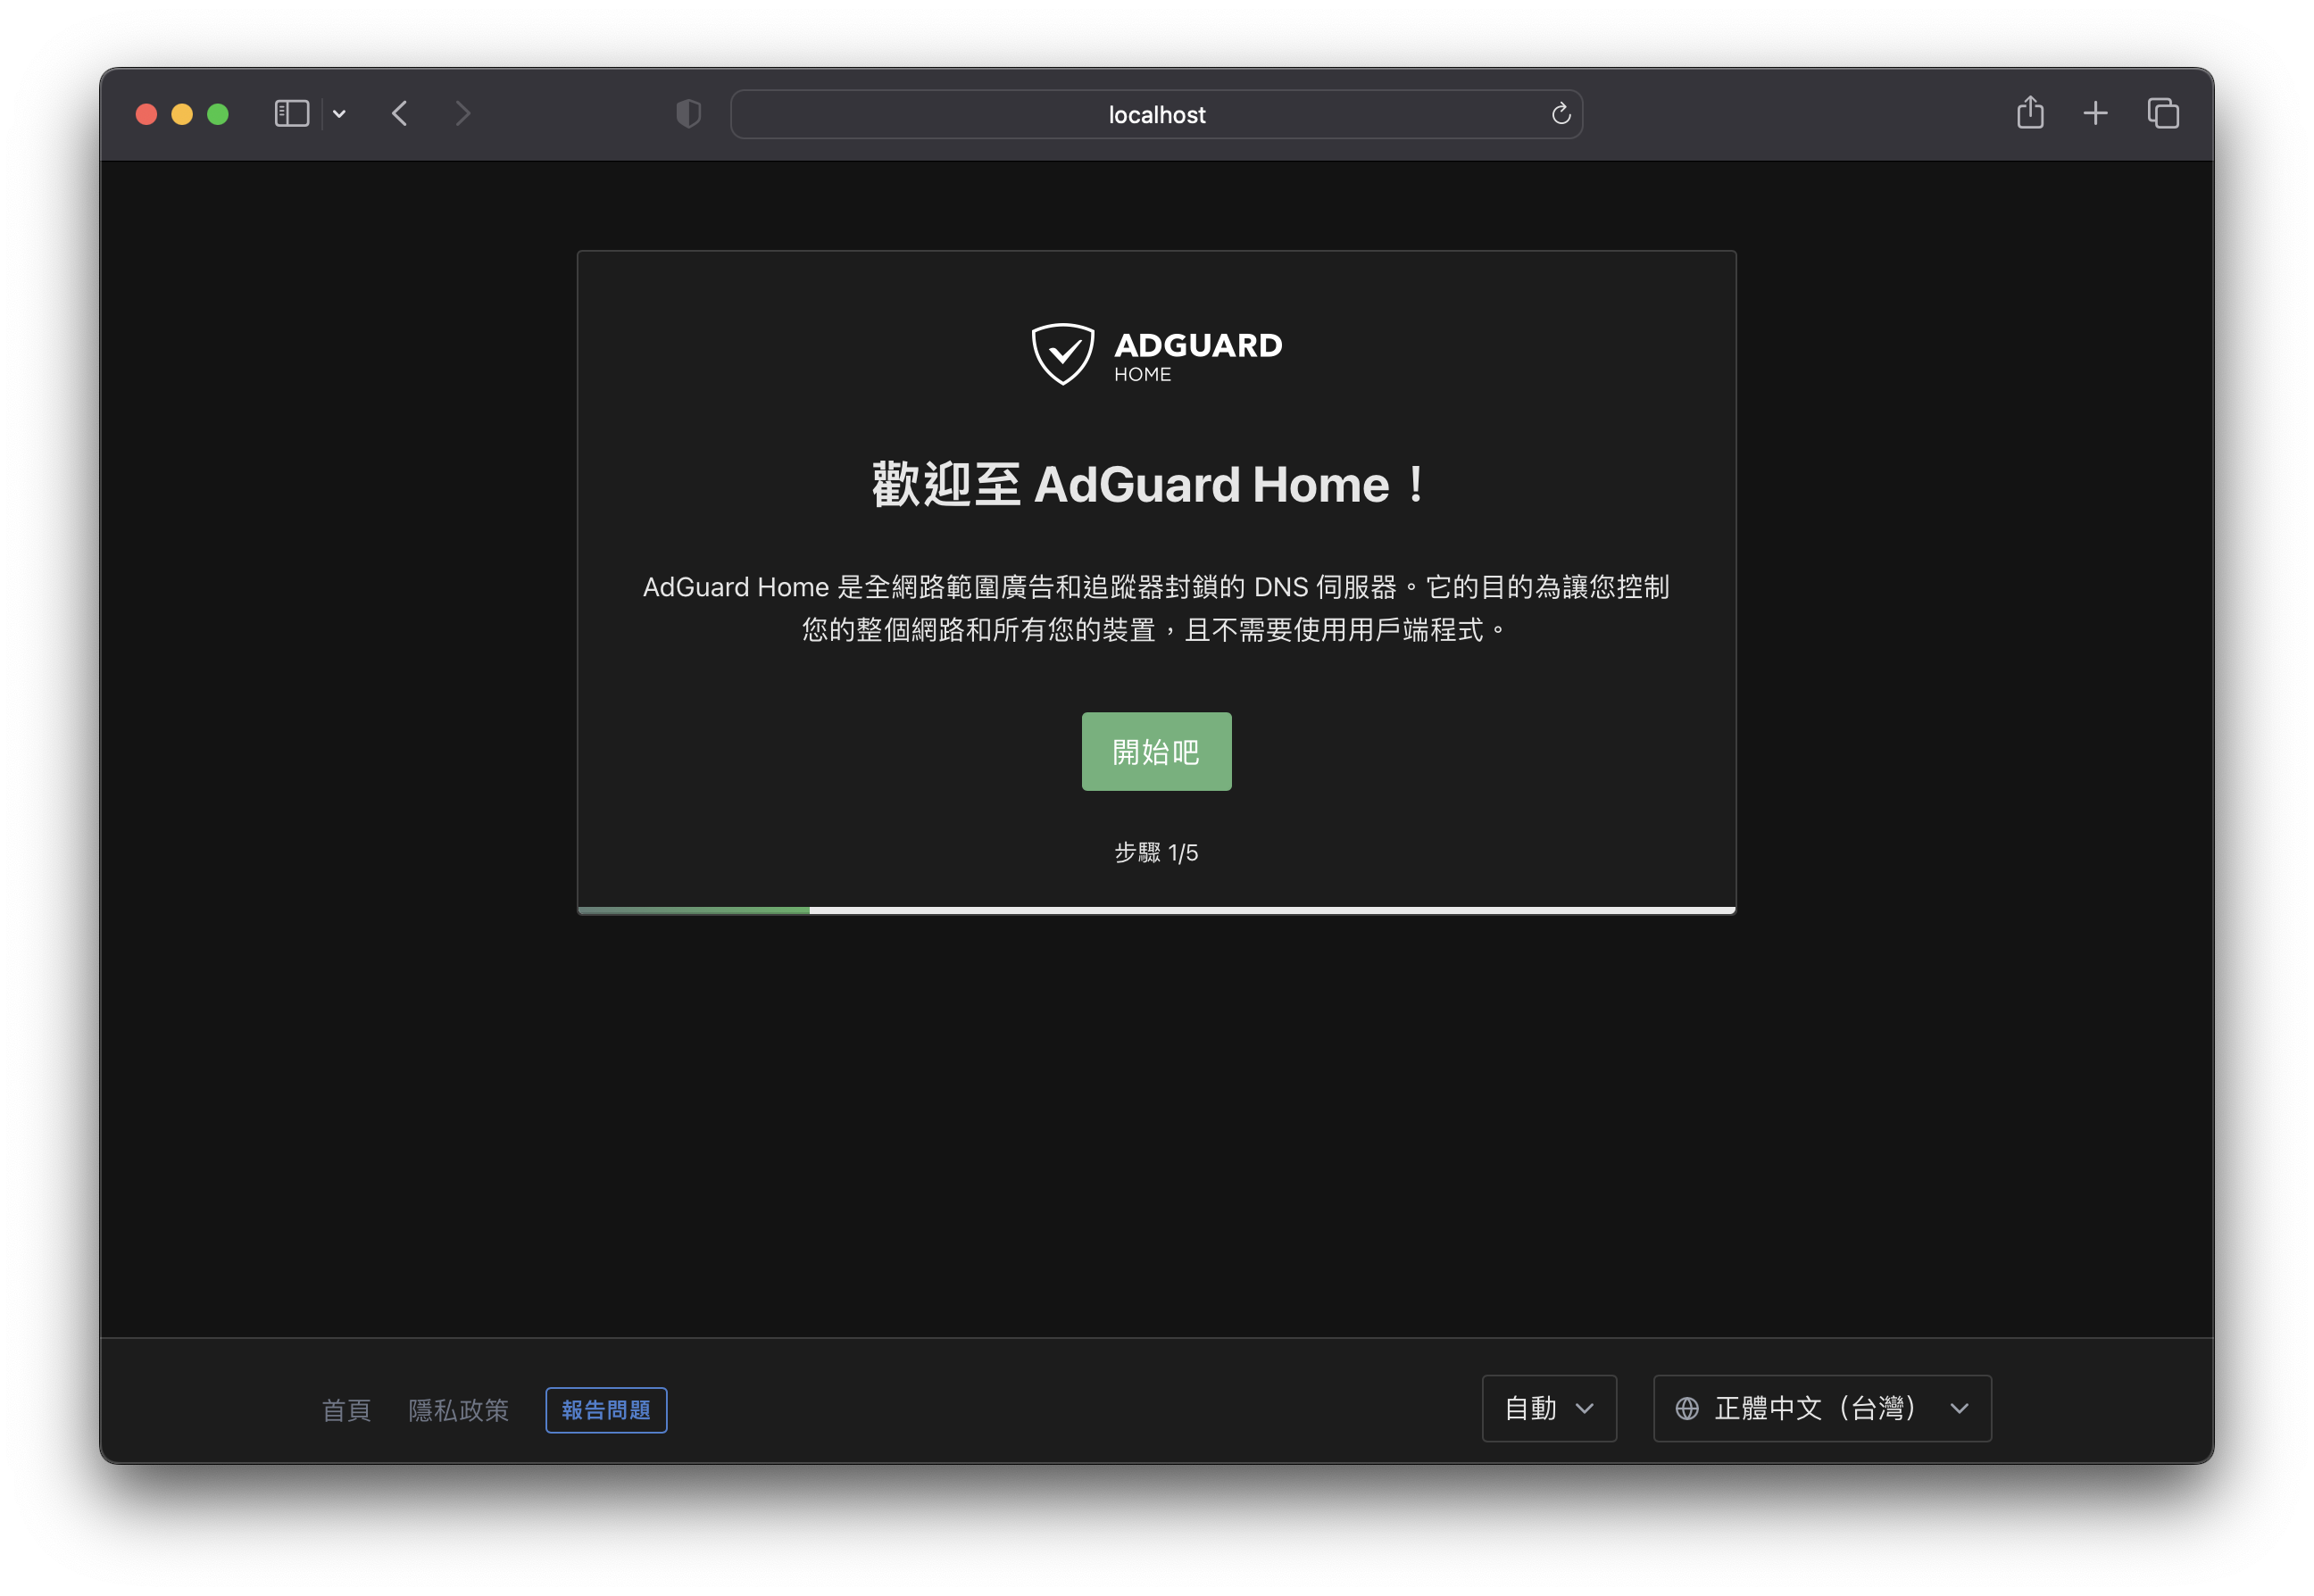 localhost
ADGUARD
HOME
歡迎至 AdGuard Home！
AdGuard Home 是全網路範圍廣告和追蹤器封鎖的 DNS 伺服器。它的目的為讓您控制
您的整個網路和所有您的裝置，且不需要使用用戶端程式。
開始吧
步驟 1/5
首頁 隱私政策 報告問題 自動 正體中文（台灣）